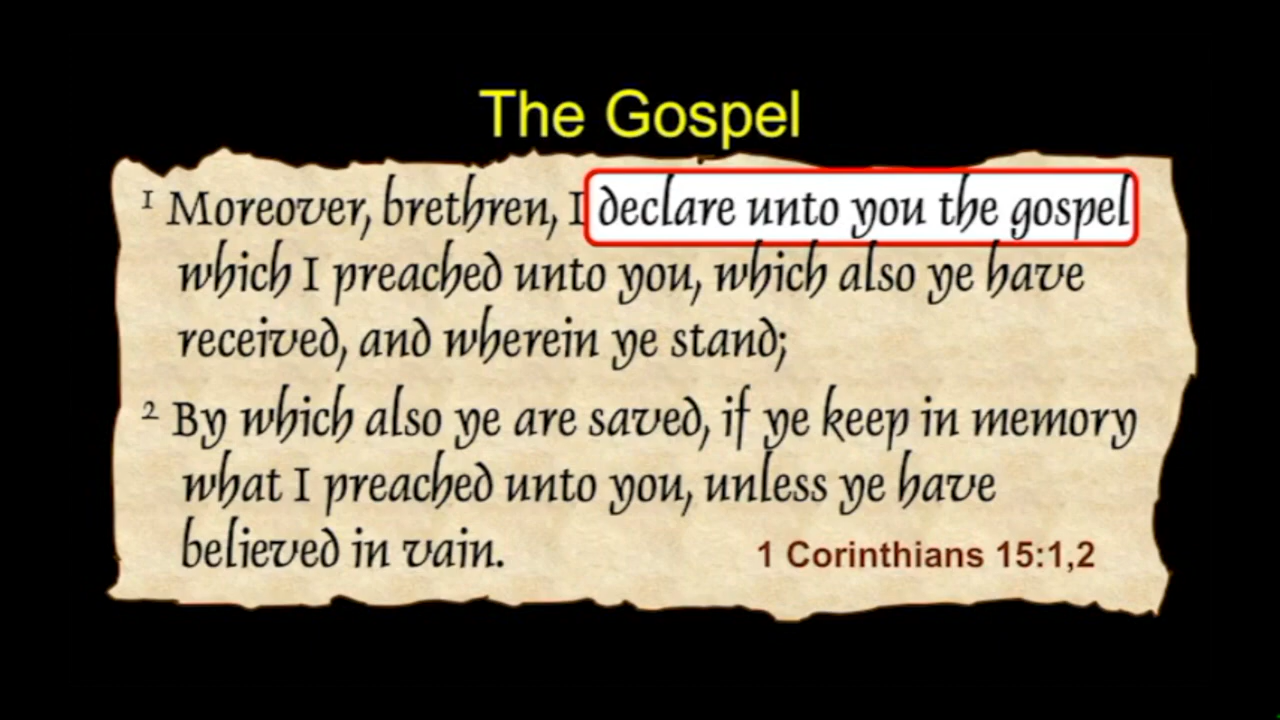 The Gospel
1 Moreover, brethren, I declare unto you the gospel
which I preached unto you, which also ye have
received, and wherein ye stand;
2 By which also ye are saved, if ye keep in memory
what I preached unto you, unless ye have
believed in vain.
1 Corinthians 15:1,2